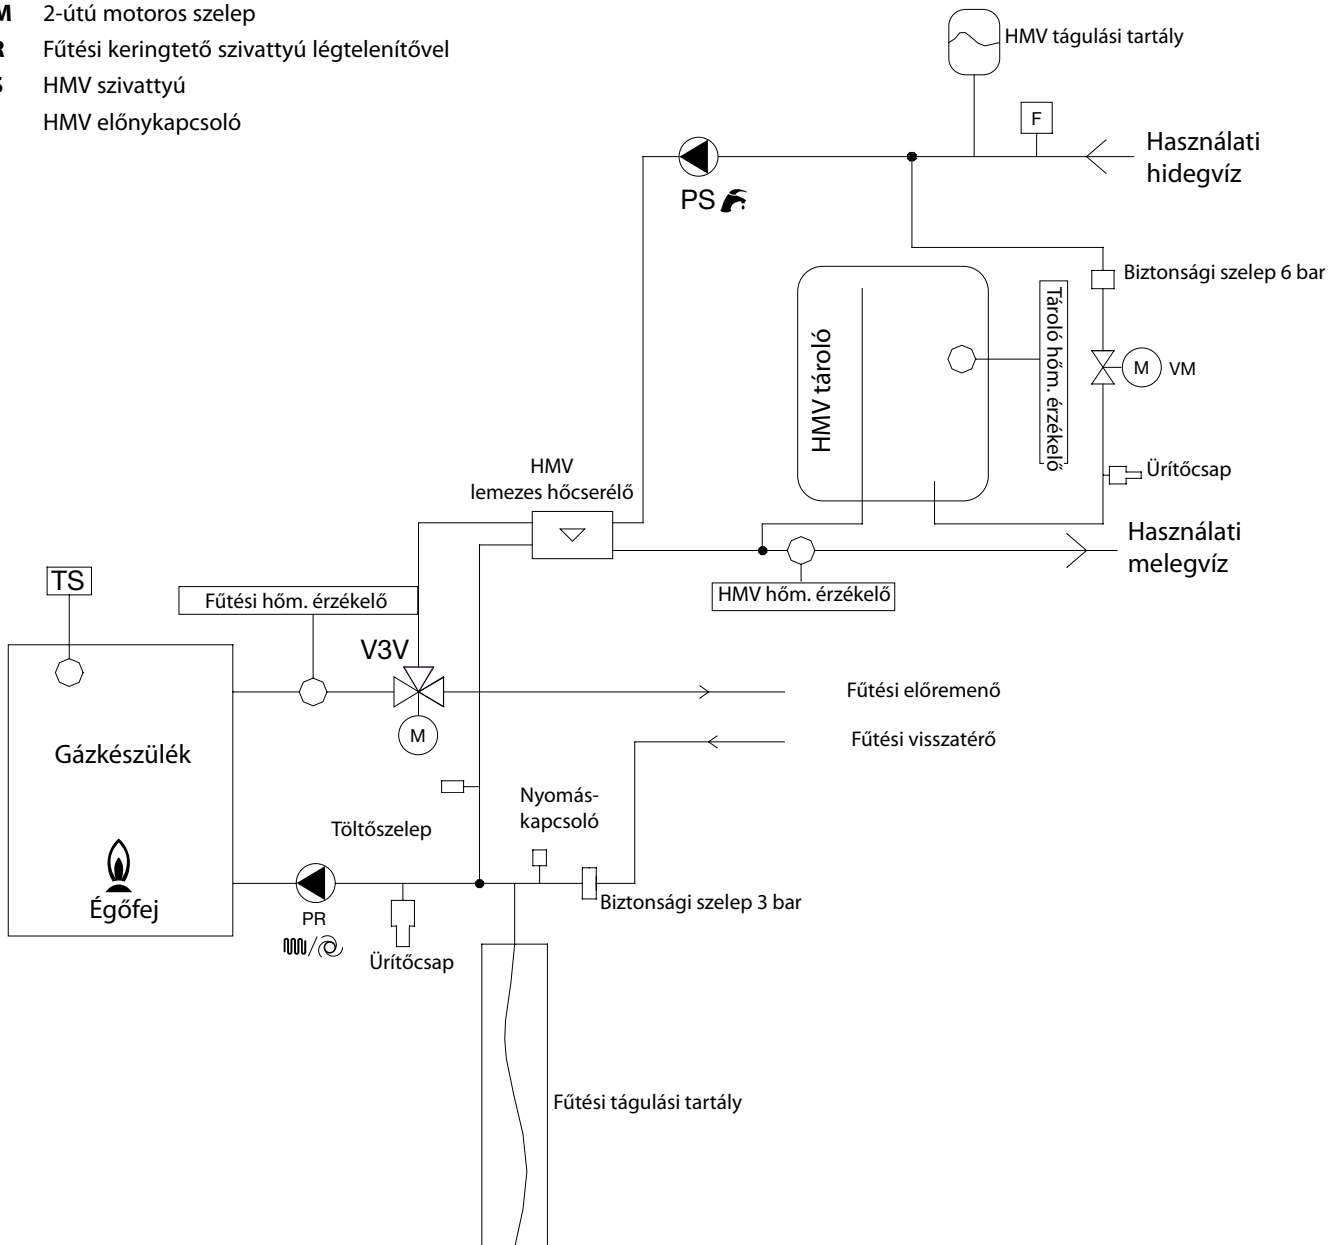 2-útú motoros szelep
Fűtési keringtető szivattyú légtelenítővel
HMV szivattyú
HMV előnykapcsoló
HMV tágulási tartály
F
Használati
hidegvíz
PS
Biztonsági szelep 6 bar
HMV tároló
Tároló hőm. érzékelő
M
VM
Ürítőcsap
HMV
lemezes hőcserélő
Használati
melegvíz
HMV hőm. érzékelő
TS
Fűtési hőm. érzékelő
V3V
M
Fűtési előremenő
Fűtési visszatérő
Gázkészülék
Égőfej
Töltőszelep
Nyomás-
kapcsoló
Biztonsági szelep 3 bar
PR
Ürítőcsap
Fűtési tágulási tartály